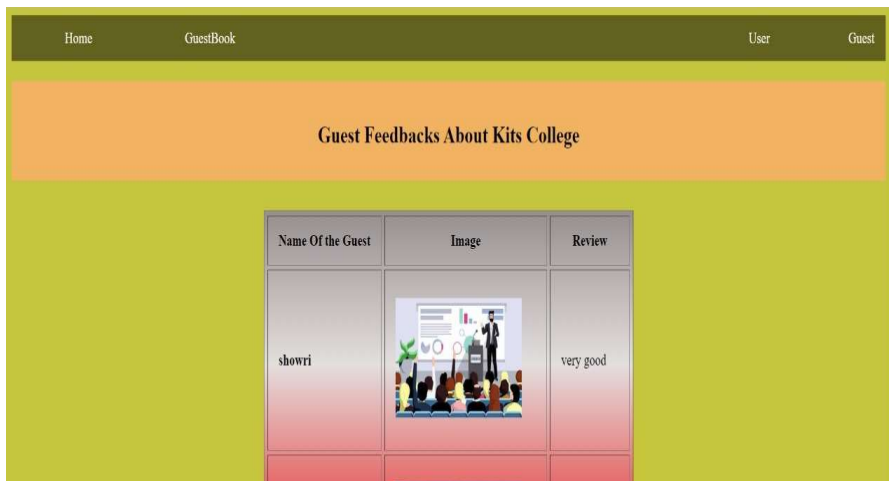 Home GuestBook User Guest
Guest Feedbacks About Kits College
Name Of the Guest Image Review
showri very good